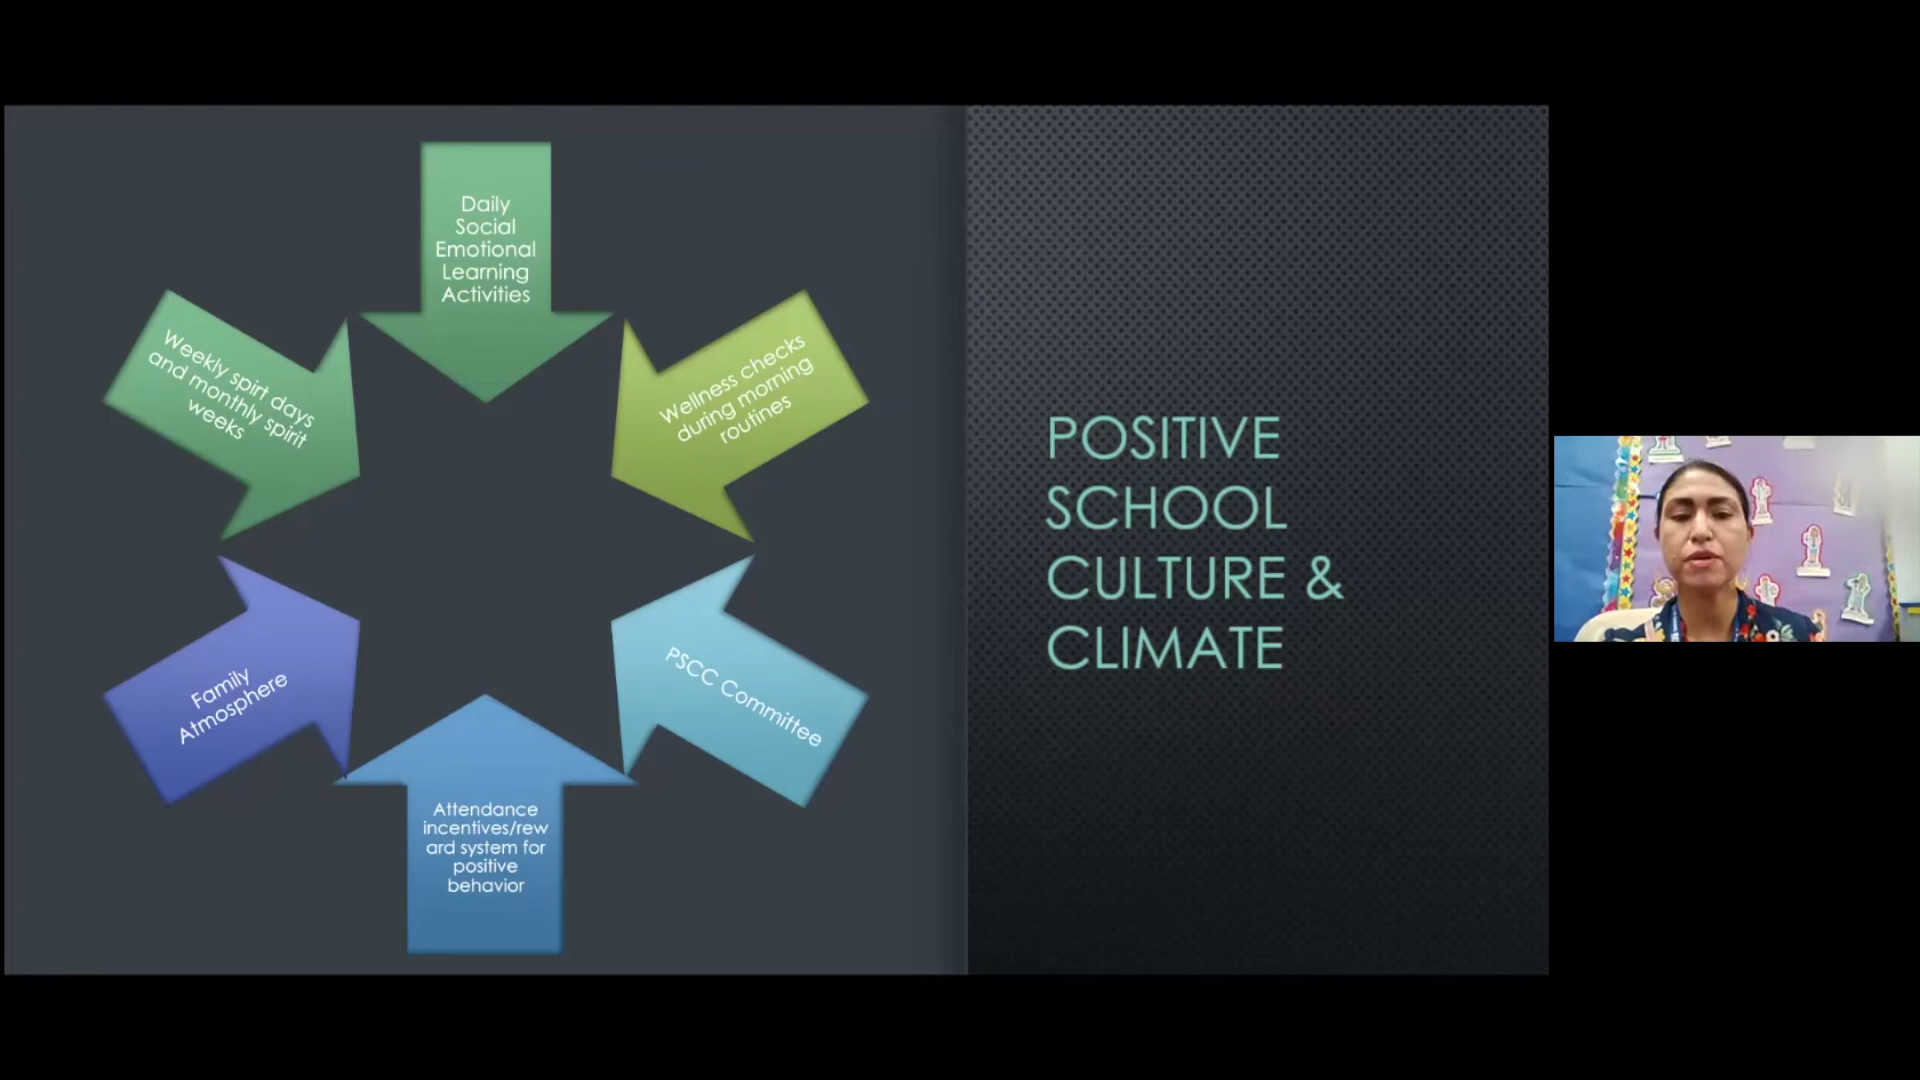 Daily
Social
Emotional
Learning
Activities
Wellness checks
during morning
routines
PSCC Committee
Attendance
incentives/rew
ard system for
positive
behavior
Family
Atmosphere
Weekly spirt days
and monthly spirit
weeks
POSITIVE
SCHOOL
CULTURE &
CLIMATE